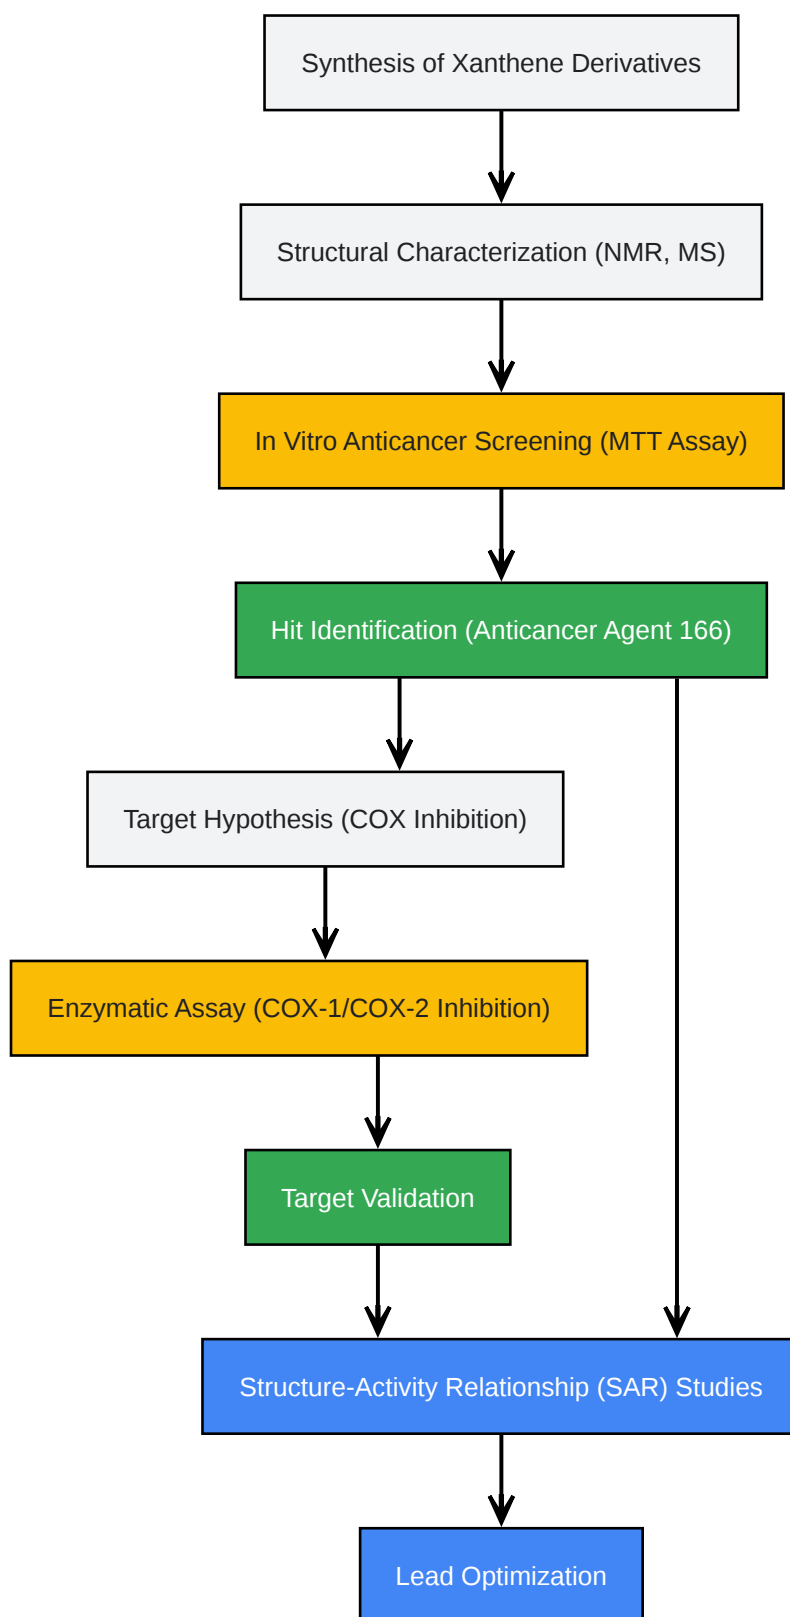 Synthesis of Xanthene Derivatives
Structural Characterization (NMR, MS)
In Vitro Anticancer Screening (MTT Assay)
Hit Identification (Anticancer Agent 166)
Target Hypothesis (COX Inhibition)
Enzymatic Assay (COX-1/COX-2 Inhibition)
Target Validation
Structure-Activity Relationship (SAR) Studies
Lead Optimization